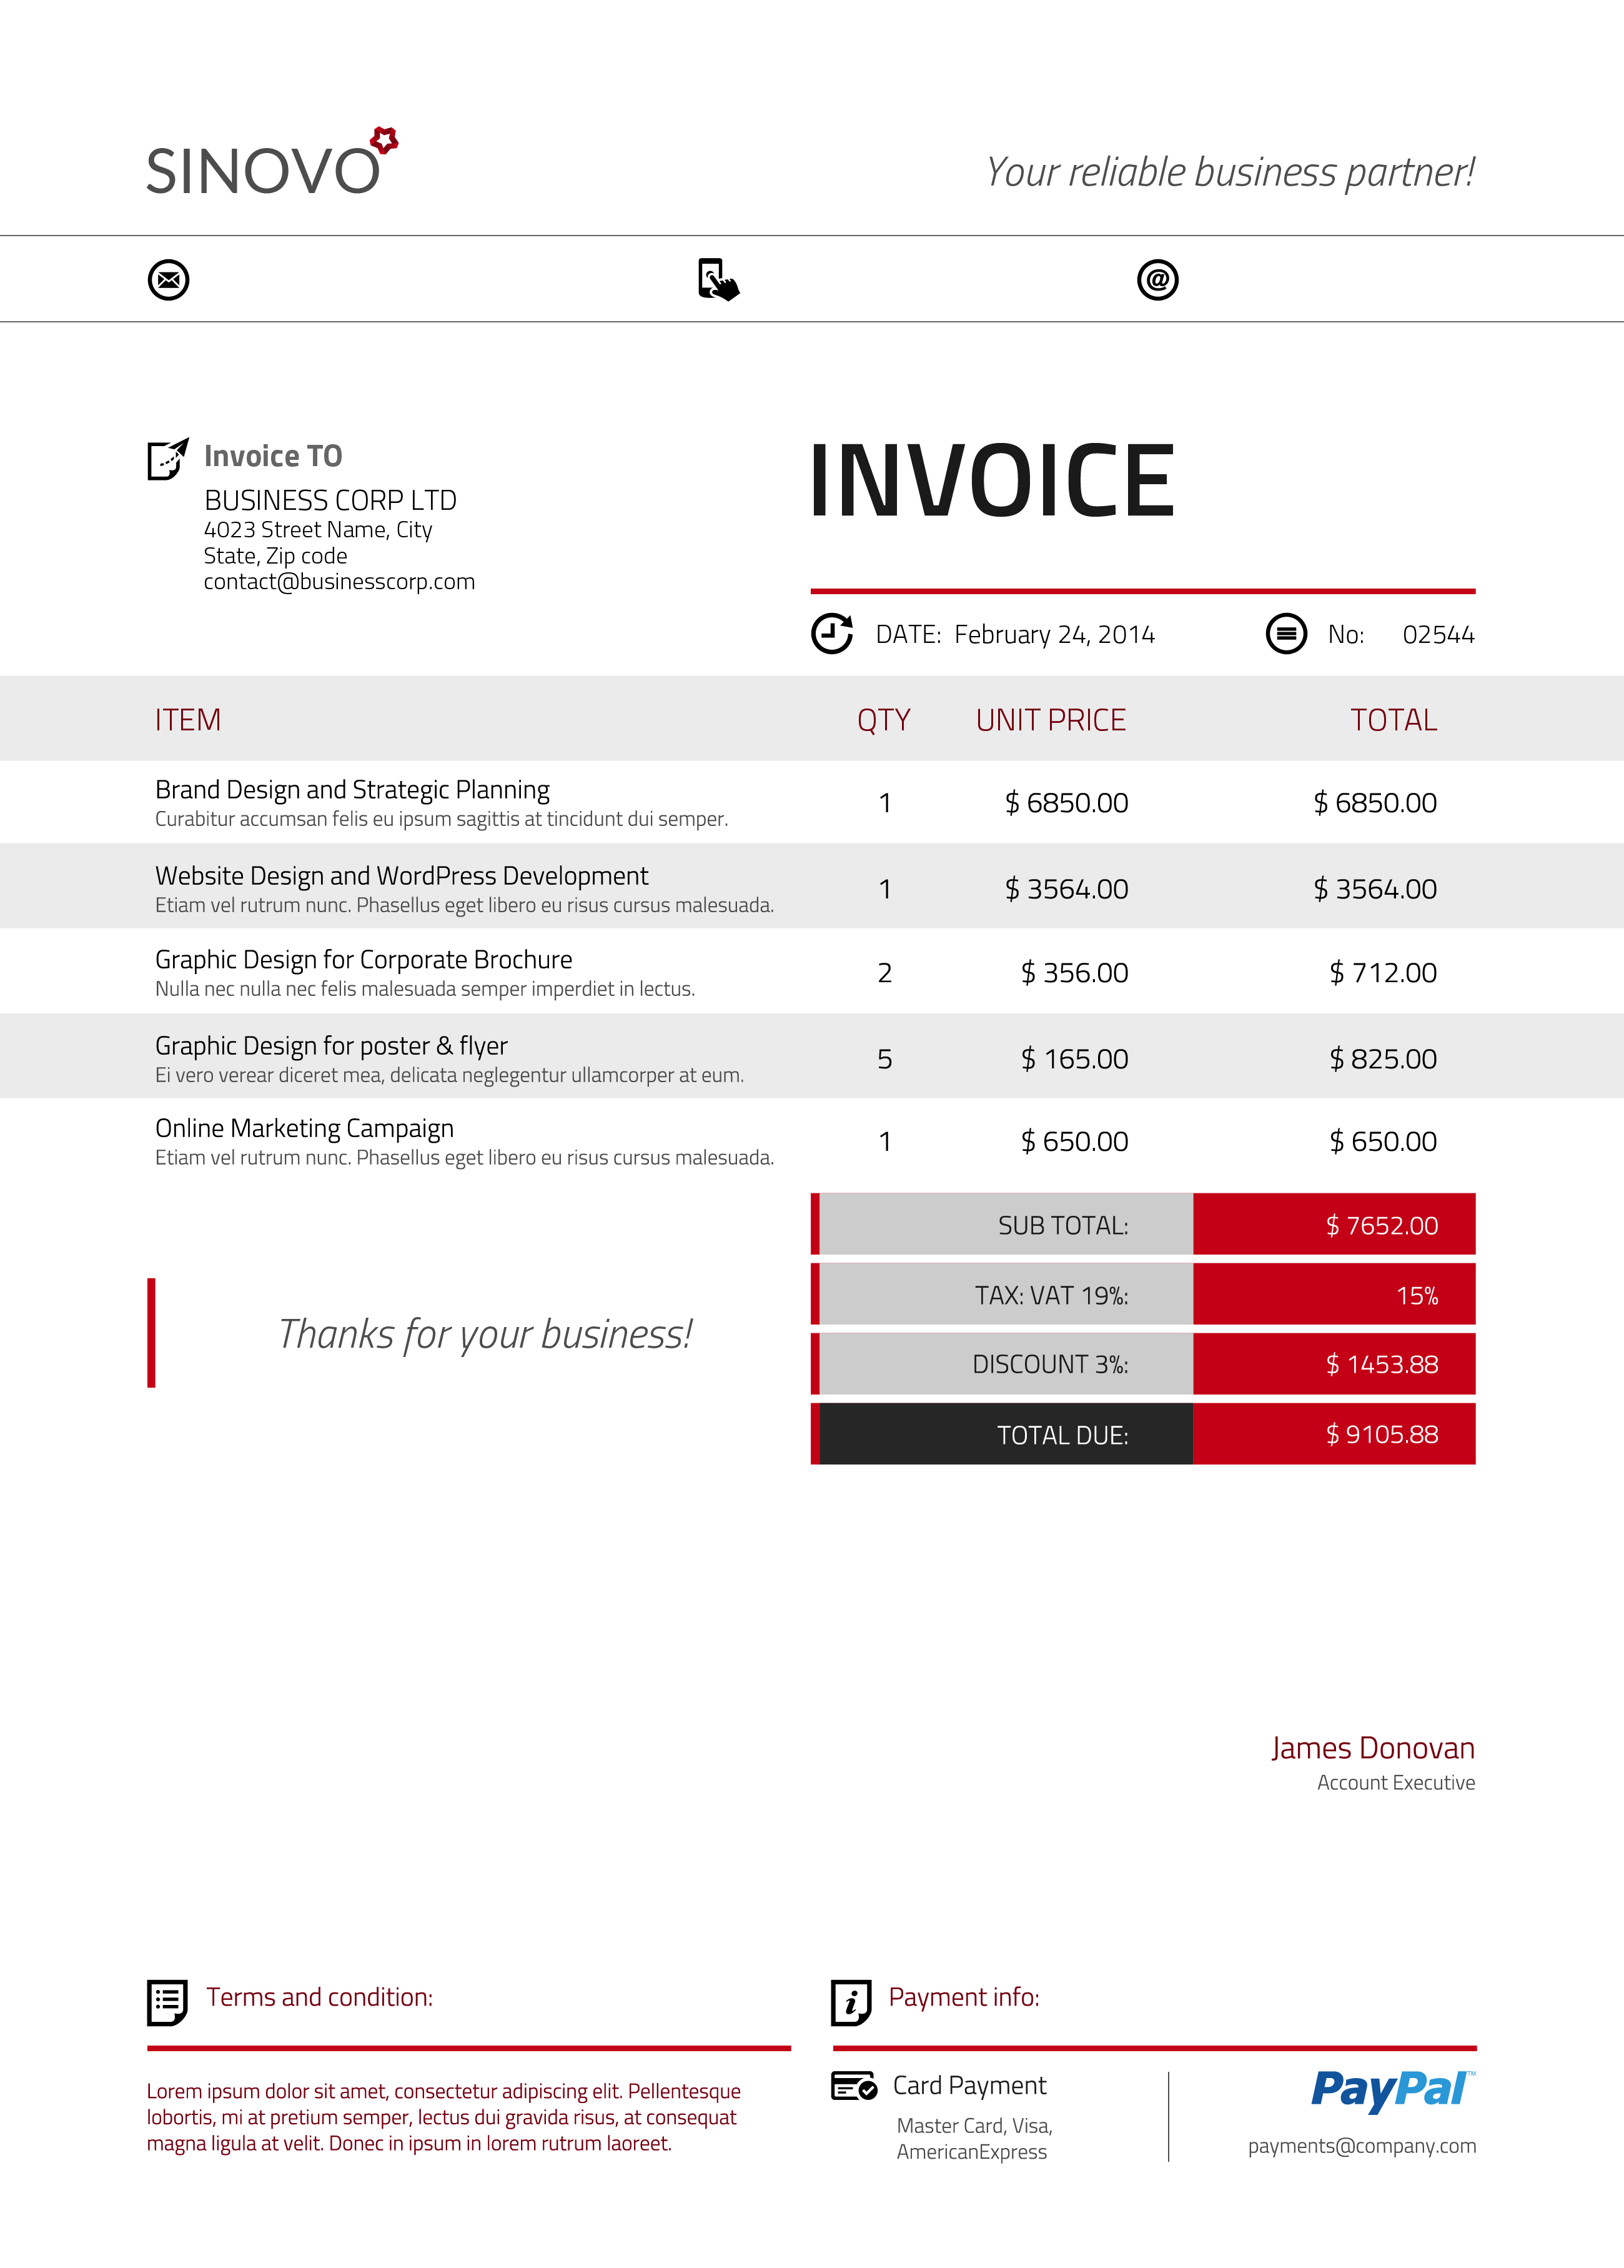 SINOVO
Your reliable business partner!
Invoice TO
BUSINESS CORP LTD
4023 Street Name, City
State, Zip code
contact@businesscorp.com
INVOICE
DATE: February 24, 2014 No: 02544
ITEM QTY UNIT PRICE TOTAL
Brand Design and Strategic Planning 1 $ 6850.00 $ 6850.00
Curabitur accumsan felis eu ipsum sagittis at tincidunt dui semper.
Website Design and WordPress Development 1 $ 3564.00 $ 3564.00
Etiam vel rutrum nunc. Phasellus eget libero eu risus cursus malesuada.
Graphic Design for Corporate Brochure 2 $ 356.00 $ 712.00
Nulla nec nulla nec felis malesuada semper imperdiet in lectus.
Graphic Design for poster & flyer 5 $ 165.00 $ 825.00
Ei vero verear diceret mea, delicata neglegentur ullamcorper at eum.
Online Marketing Campaign 1 $ 650.00 $ 650.00
Etiam vel rutrum nunc. Phasellus eget libero eu risus cursus malesuada.
SUB TOTAL: $ 7652.00
TAX: VAT 19%: 15%
DISCOUNT 3%: $ 1453.88
TOTAL DUE: $ 9105.88
Thanks for your business!
James Donovan
Account Executive
Terms and condition:
Lorem ipsum dolor sit amet, consectetur adipiscing elit. Pellentesque
lobortis, mi at pretium semper, lectus dui gravida risus, at consequat
magna ligula at velit. Donec in ipsum in lorem rutrum laoreet.
Payment info:
Card Payment
Master Card, Visa,
AmericanExpress
PayPal™
payments@company.com